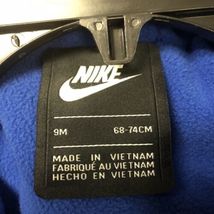 NIKE
9M 68-74CM
MADE IN VIETNAM
FABRIQUÉ AU VIETNAM
HECHO EN VIETNAM